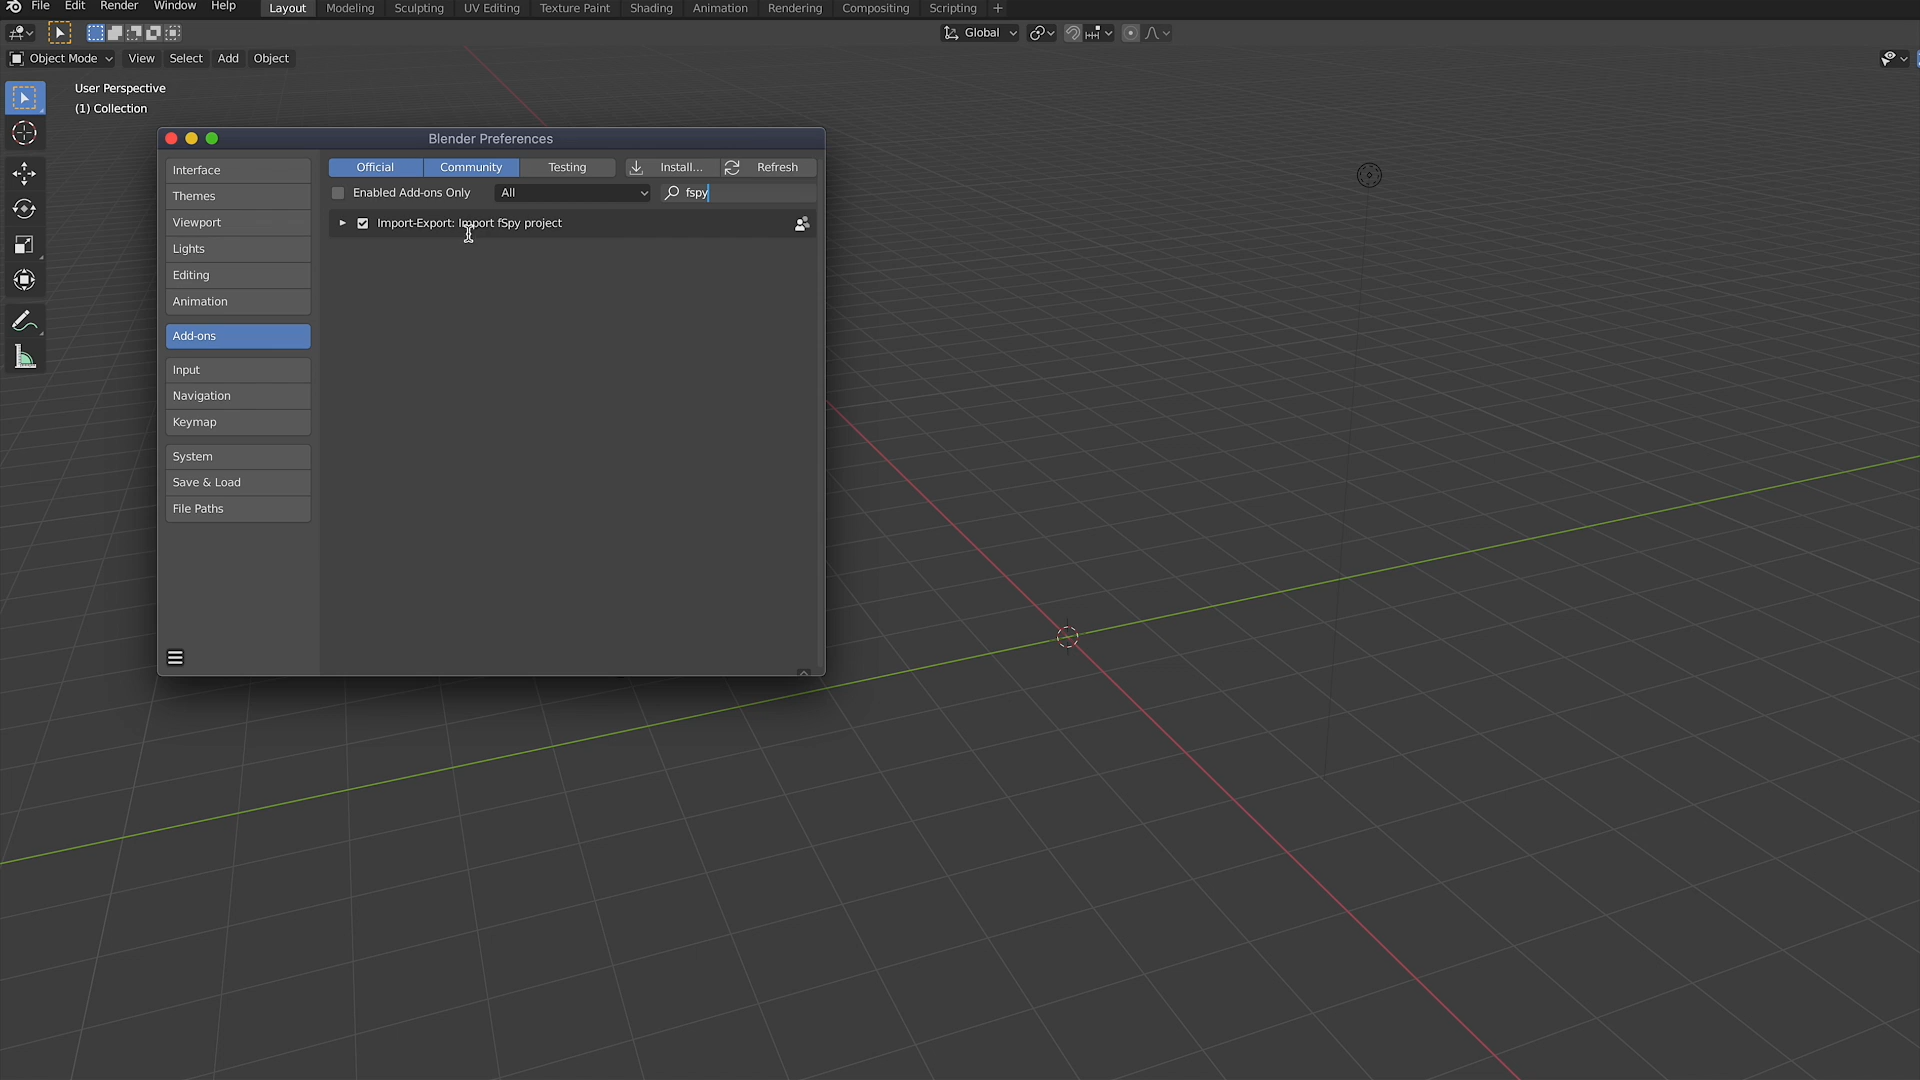 File Edit Render Window Help Layout Modeling Sculpting UV Editing Texture Paint Shading Animation Rendering Compositing Scripting +
Global
Object Mode View Select Add Object
User Perspective
(1) Collection
Blender Preferences
Interface
Themes
Viewport
Lights
Editing
Animation
Add-ons
Input
Navigation
Keymap
System
Save & Load
File Paths
Official Community Testing Install... Refresh
Enabled Add-ons Only All fspy
Import-Export: Import fSpy project